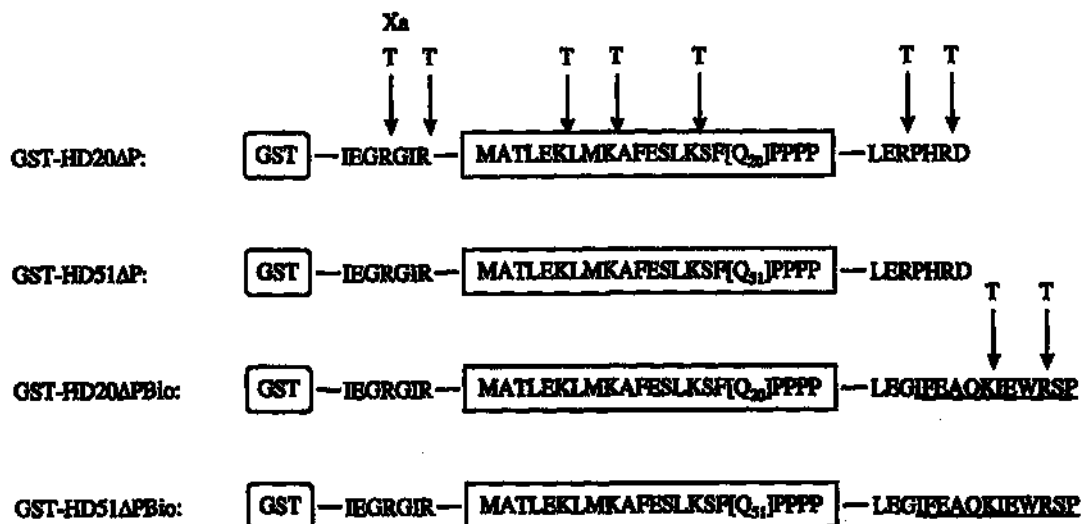 Xa
T T T T T T T
GST-HD20ΔP: GST IEGRGIR MATLEKLMKAFESLKSF[Q20]PPPP LERPHRD
GST-HD51ΔP: GST IEGRGIR MATLEKLMKAFESLKSF[Q51]PPPP LERPHRD
T T
GST-HD20ΔPBio: GST IEGRGIR MATLEKLMKAFESLKSF[Q20]PPPP LEGIFEAQKIEWRSP
GST-HD51ΔPBio: GST IEGRGIR MATLEKLMKAFESLKSF[Q51]PPPP LEGIFEAQKIEWRSP